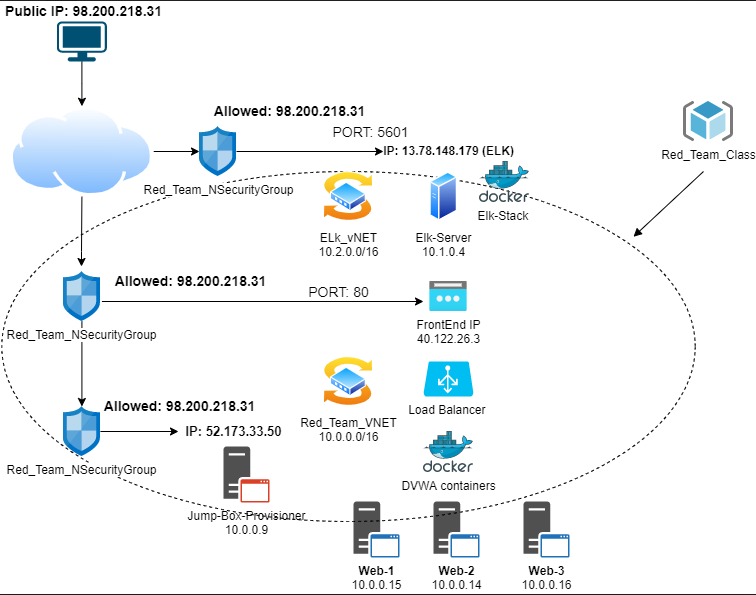 Public IP: 98.200.218.31
Allowed: 98.200.218.31
PORT: 5601
IP: 13.78.148.179 (ELK)
Red_Team_NSecurityGroup
Red_Team_Class
docker
Elk-Stack
ELk_vNET
10.2.0.0/16
Elk-Server
10.1.0.4
Allowed: 98.200.218.31
PORT: 80
Red_Team_NSecurityGroup
FrontEnd IP
40.122.26.3
Allowed: 98.200.218.31
IP: 52.173.33.50
Red_Team_NSecurityGroup
Red_Team_VNET
10.0.0.0/16
Load Balancer
docker
DVWA containers
Jump-Box-Provisioner
10.0.0.9
Web-1
10.0.0.15
Web-2
10.0.0.14
Web-3
10.0.0.16